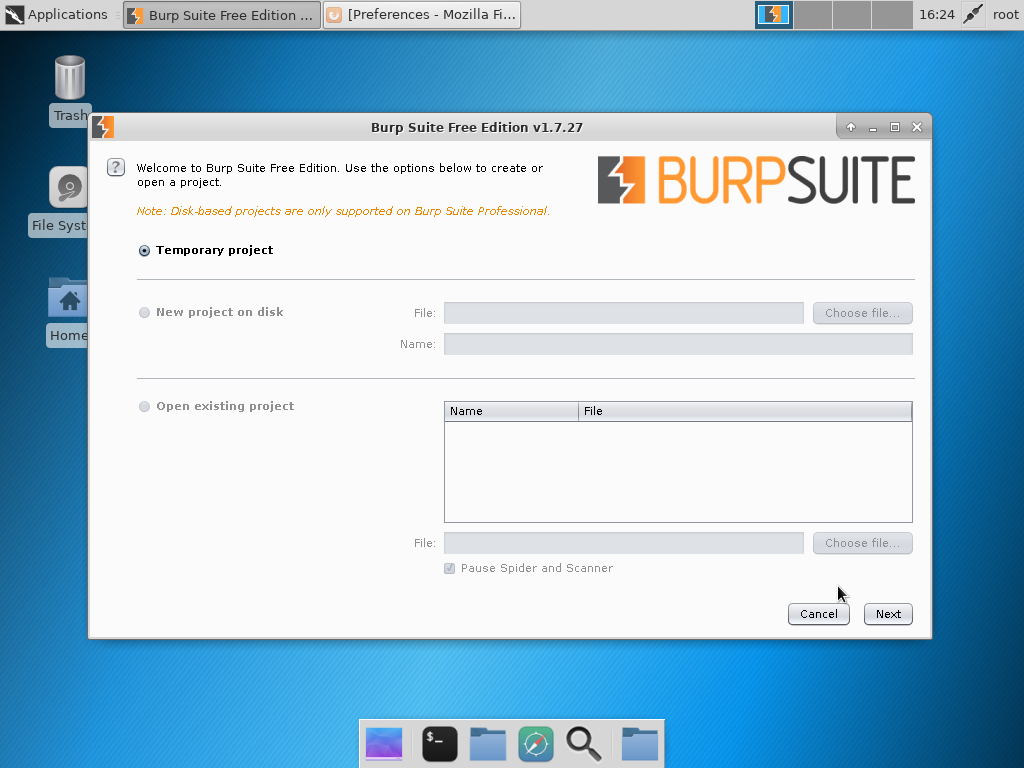 Applications
Burp Suite Free Edition ...
[Preferences - Mozilla Fi...
16:24
root
Trash
File Syst
Home
Burp Suite Free Edition v1.7.27
?
Welcome to Burp Suite Free Edition. Use the options below to create or
open a project.
BURPSUITE
Note: Disk-based projects are only supported on Burp Suite Professional.
Temporary project
New project on disk
File:
Choose file...
Name:
Open existing project
Name
File
File:
Choose file...
Pause Spider and Scanner
Cancel
Next
$_